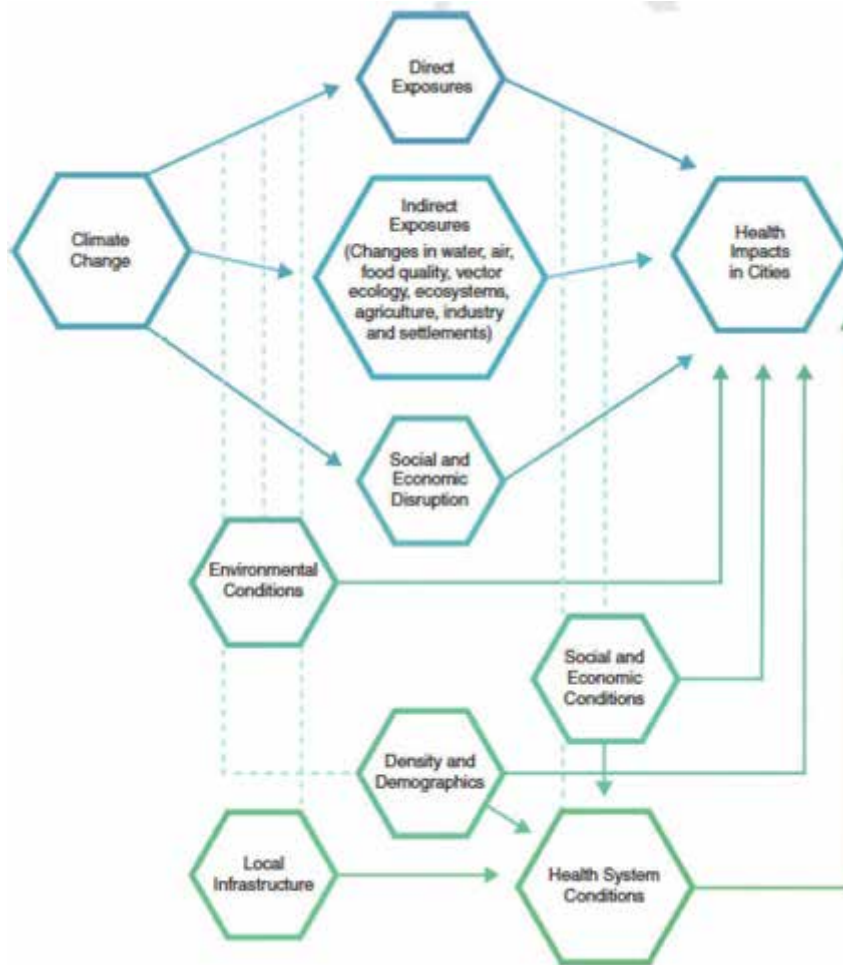 Direct
Exposures
Climate
Change
Indirect
Exposures
(Changes in water, air,
food quality, vector
ecology, ecosystems,
agriculture, industry
and settlements)
Health
Impacts
in Cities
Social and
Economic
Disruption
Environmental
Conditions
Social and
Economic
Conditions
Density and
Demographics
Local
Infrastructure
Health System
Conditions